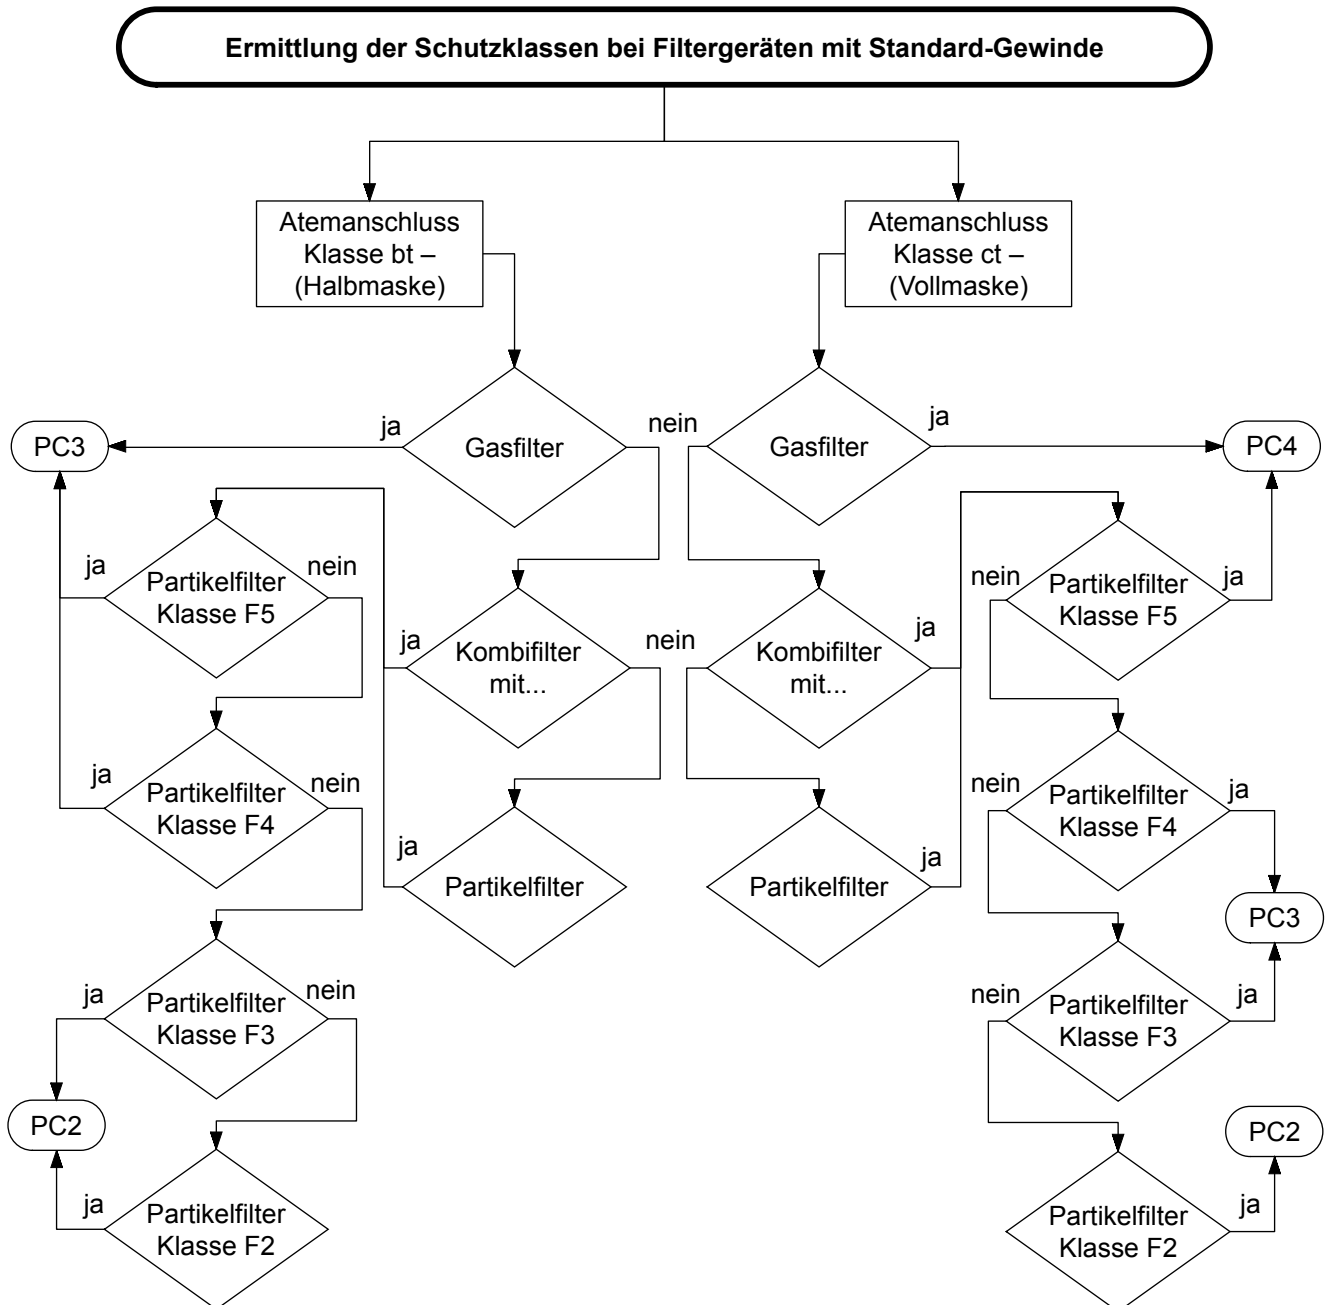 Ermittlung der Schutzklassen bei Filtergeräten mit Standard-Gewinde
Atemanschluss
Klasse bt –
(Halbmaske)
Atemanschluss
Klasse ct –
(Vollmaske)
PC3
ja
Gasfilter
nein
Gasfilter
ja
PC4
ja
Partikelfilter
Klasse F5
nein
ja
Kombifilter
mit...
nein
Kombifilter
mit...
ja
nein
Partikelfilter
Klasse F5
ja
ja
Partikelfilter
Klasse F4
nein
ja
Partikelfilter
Partikelfilter
ja
nein
Partikelfilter
Klasse F4
ja
PC3
ja
Partikelfilter
Klasse F3
nein
nein
Partikelfilter
Klasse F3
ja
PC2
ja
Partikelfilter
Klasse F2
PC2
Partikelfilter
Klasse F2
ja